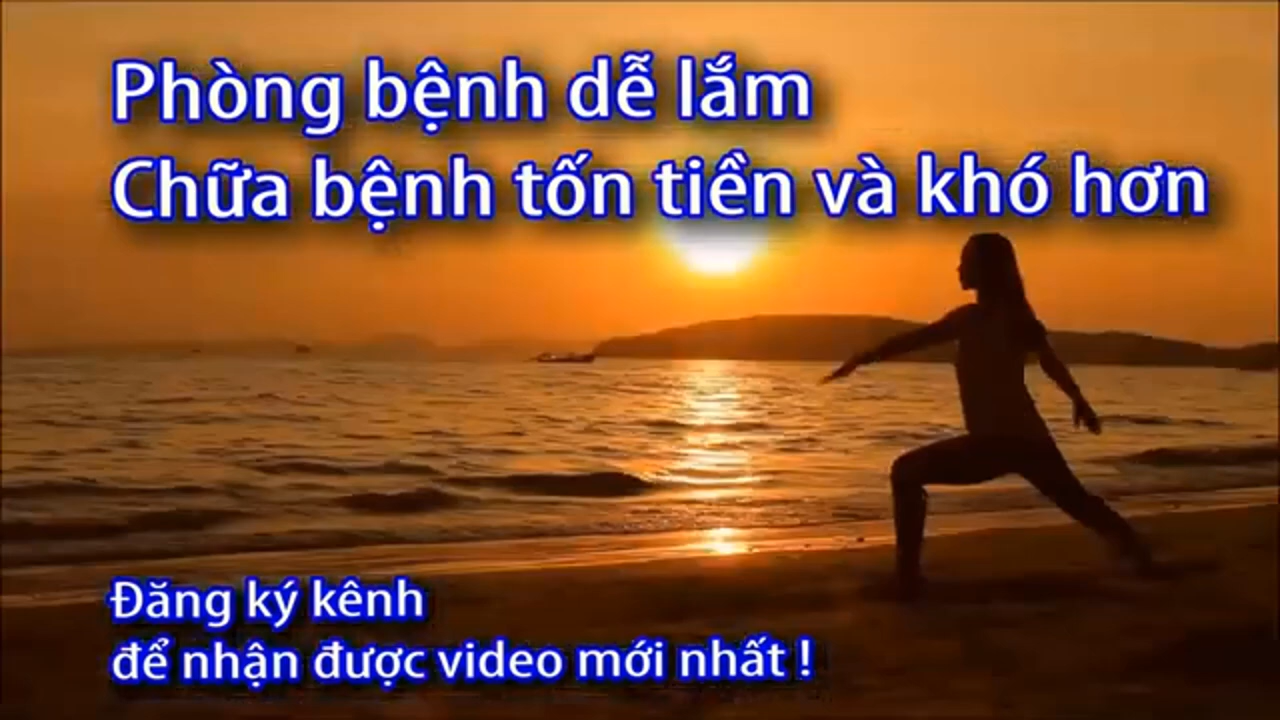 Phòng bệnh dễ lắm
Chữa bệnh tốn tiền và khó hơn
Đăng ký kênh
để nhận được video mới nhất !